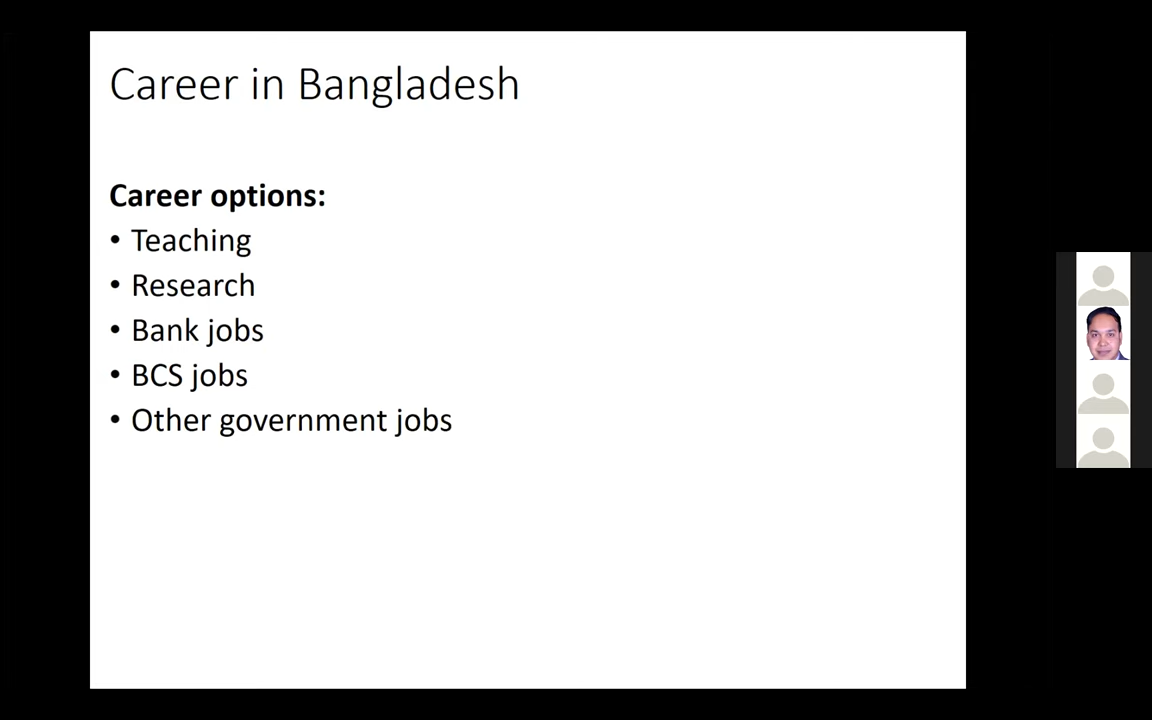 Career in Bangladesh
Career options:
• Teaching
• Research
• Bank jobs
• BCS jobs
• Other government jobs